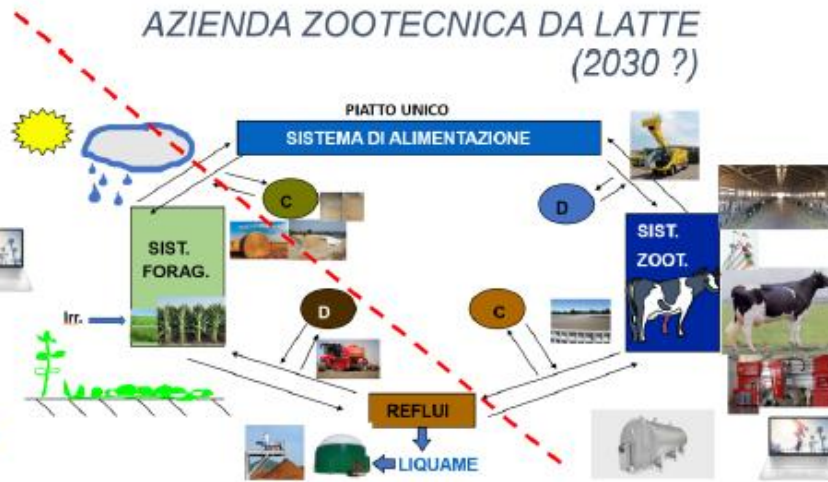 AZIENDA ZOOTECNICA DA LATTE
(2030 ?)
PIATTO UNICO
SISTEMA DI ALIMENTAZIONE
C
D
SIST.
FORAG.
SIST.
ZOOT.
Irr.
D
C
REFLUI
LIQUAME